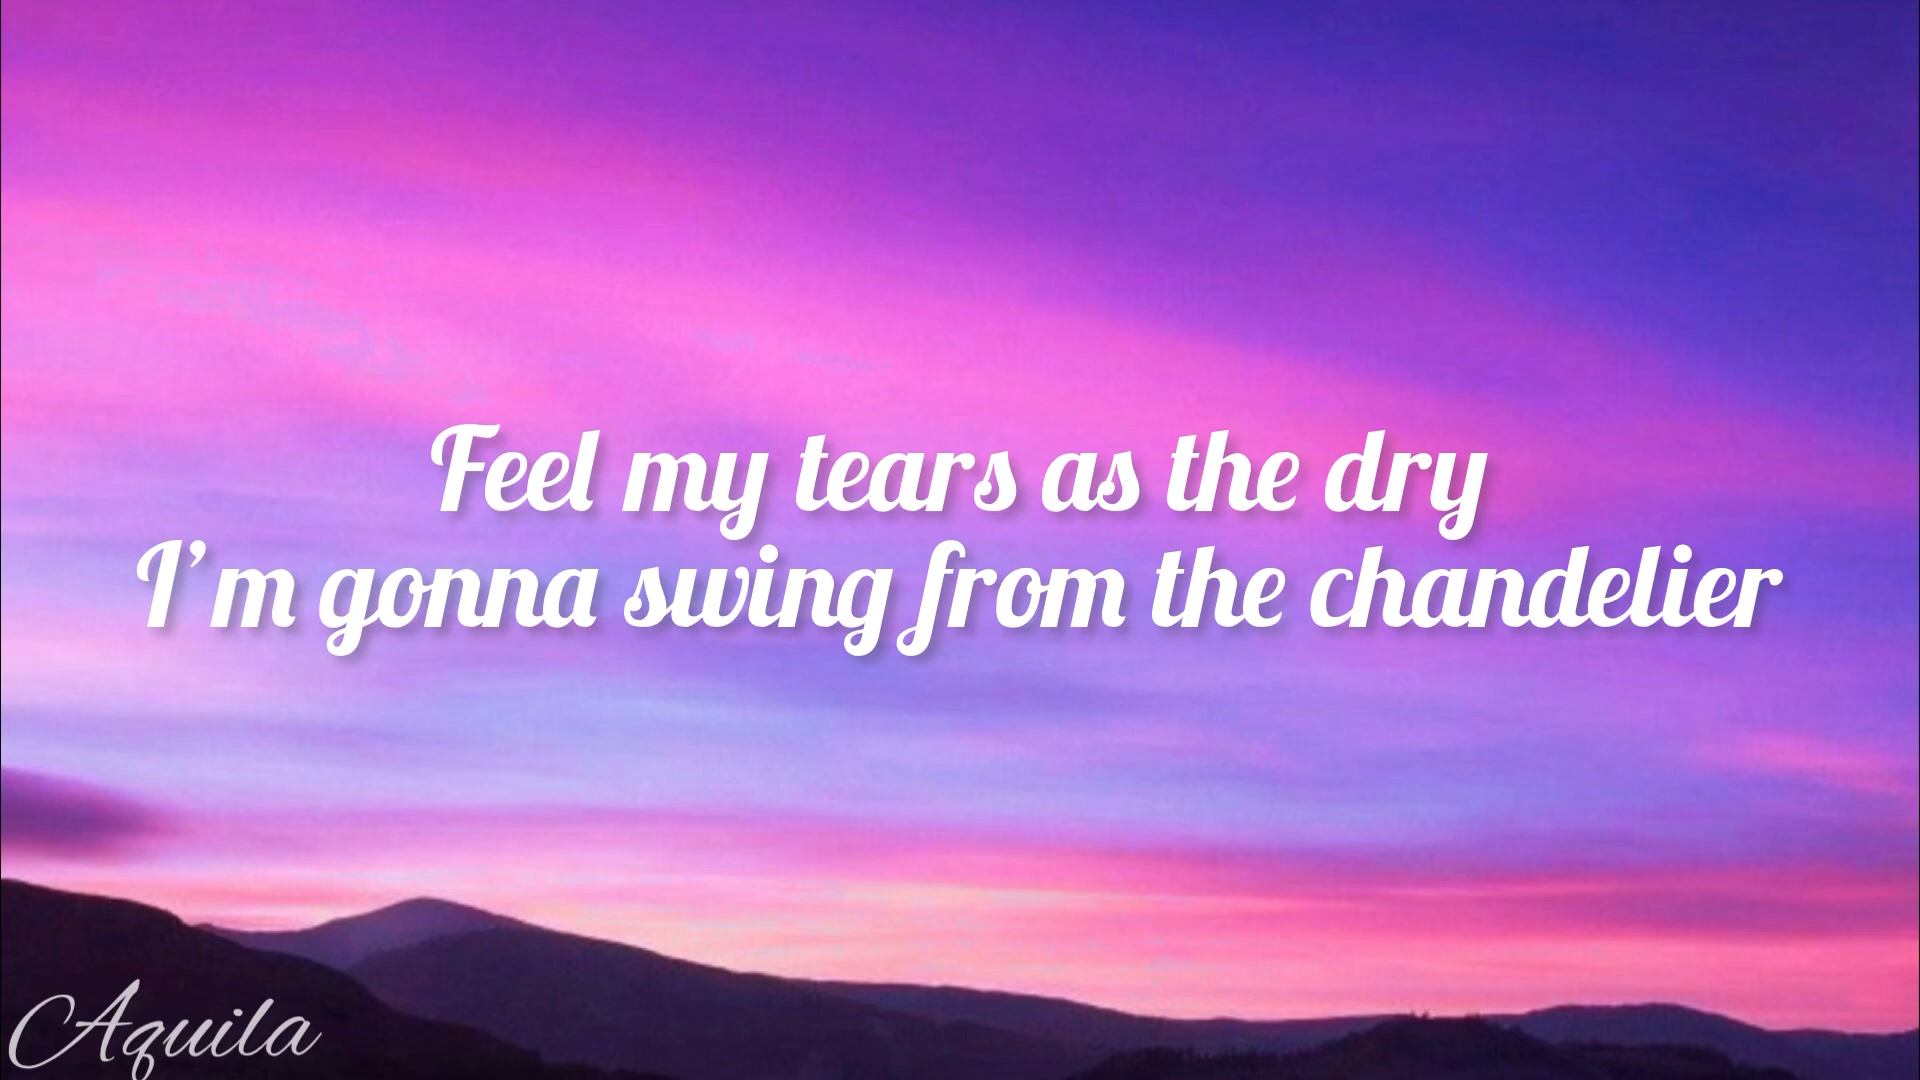 Feel my tears as the dry
I'm gonna swing from the chandelier
Aquila